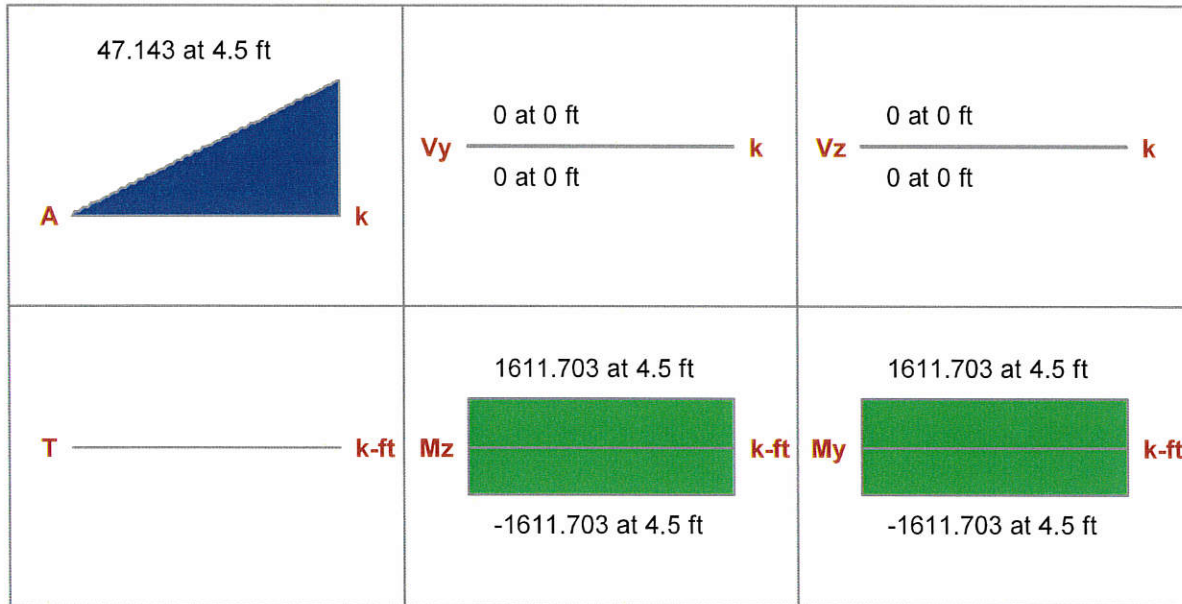 47.143 at 4.5 ft
A k
0 at 0 ft
Vy k
0 at 0 ft
0 at 0 ft
Vz k
0 at 0 ft
T k-ft
1611.703 at 4.5 ft
Mz k-ft
-1611.703 at 4.5 ft
1611.703 at 4.5 ft
My k-ft
-1611.703 at 4.5 ft